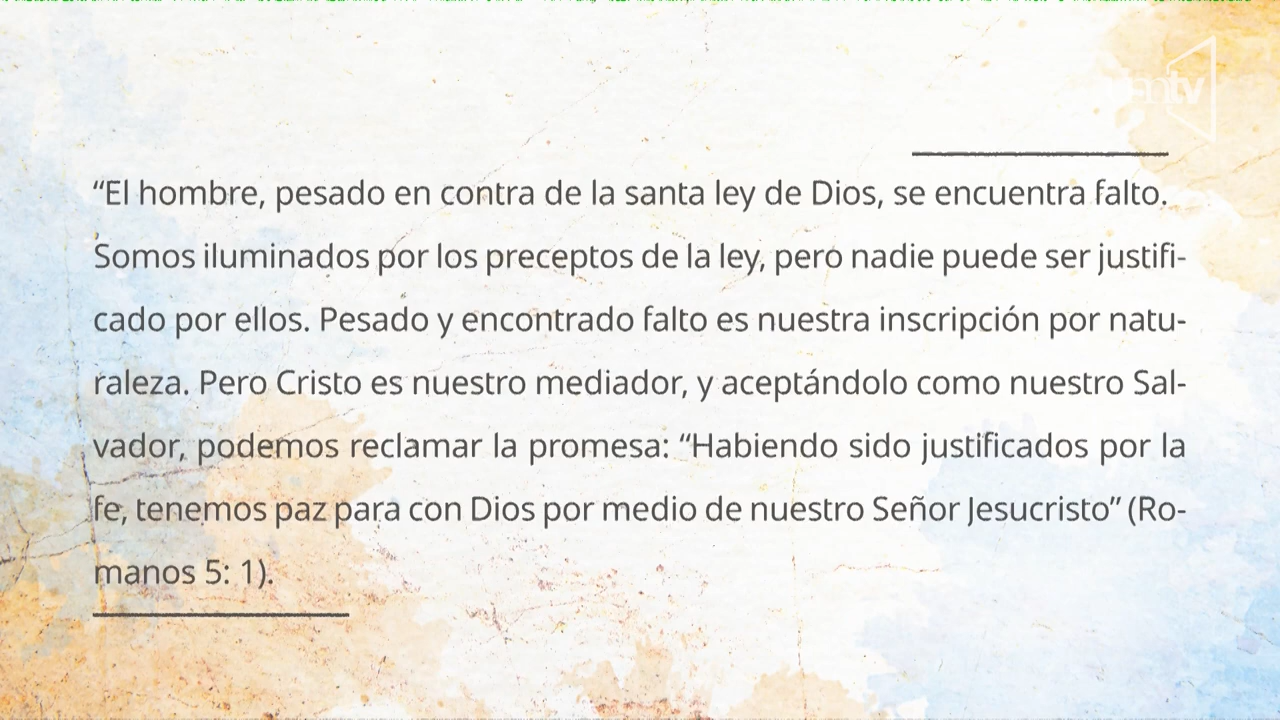 “El hombre, pesado en contra de la santa ley de Dios, se encuentra falto.
Somos iluminados por los preceptos de la ley, pero nadie puede ser justifi-
cado por ellos. Pesado y encontrado falto es nuestra inscripción por natu-
raleza. Pero Cristo es nuestro mediador, y aceptándolo como nuestro Sal-
vador, podemos reclamar la promesa: “Habiendo sido justificados por la
fe, tenemos paz para con Dios por medio de nuestro Señor Jesucristo” (Ro-
manos 5: 1).